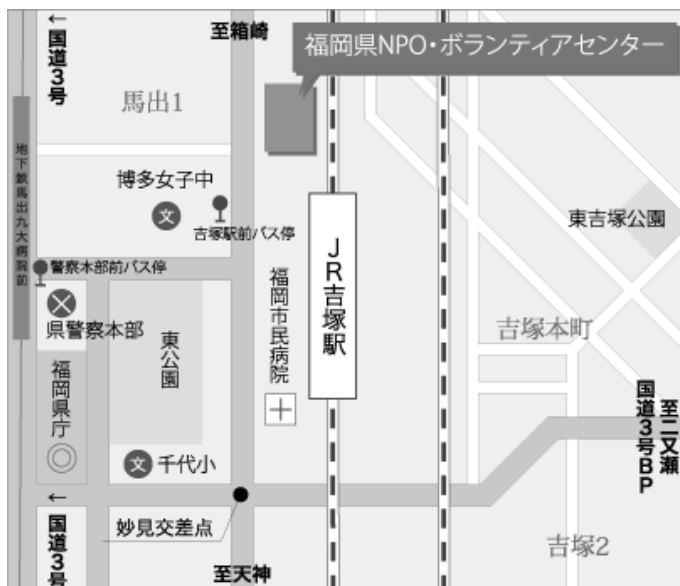 ←国道3号
至箱崎
福岡県NPO・ボランティアセンター
馬出1
地下鉄馬出九大病院前
博多女子中
文
吉塚駅前バス停
JR吉塚駅
東吉塚公園
警察本部前バス停
県警察本部
福岡市民病院
東公園
吉塚本町
福岡県庁
至二又瀬
国道3号BP
文
千代小
←国道3号
妙見交差点
吉塚2
至天神